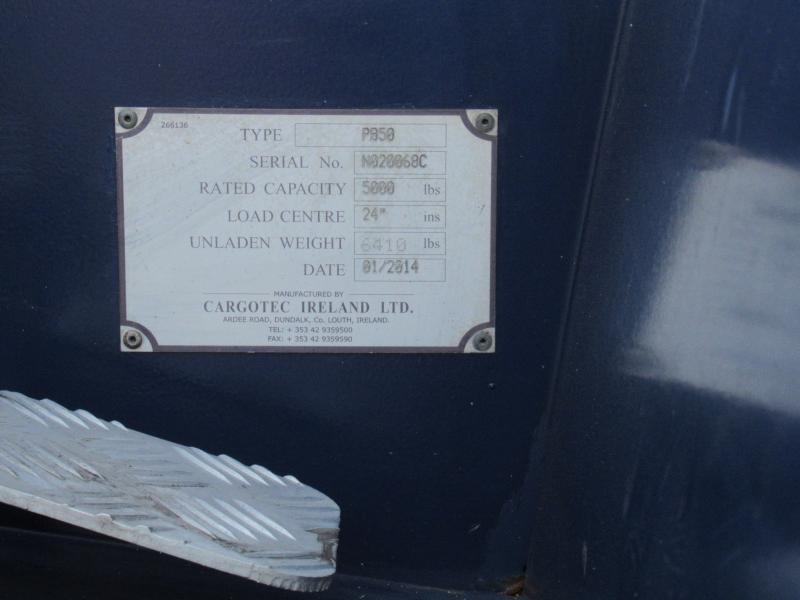 266136
TYPE PB50
SERIAL No. N020068C
RATED CAPACITY 5000 lbs
LOAD CENTRE 24" ins
UNLADEN WEIGHT 6410 lbs
DATE 01/2014
MANUFACTURED BY
CARGOTEC IRELAND LTD.
ARDEE ROAD, DUNDALK, Co. LOUTH, IRELAND.
TEL: + 353 42 9359500
FAX: + 353 42 9359590